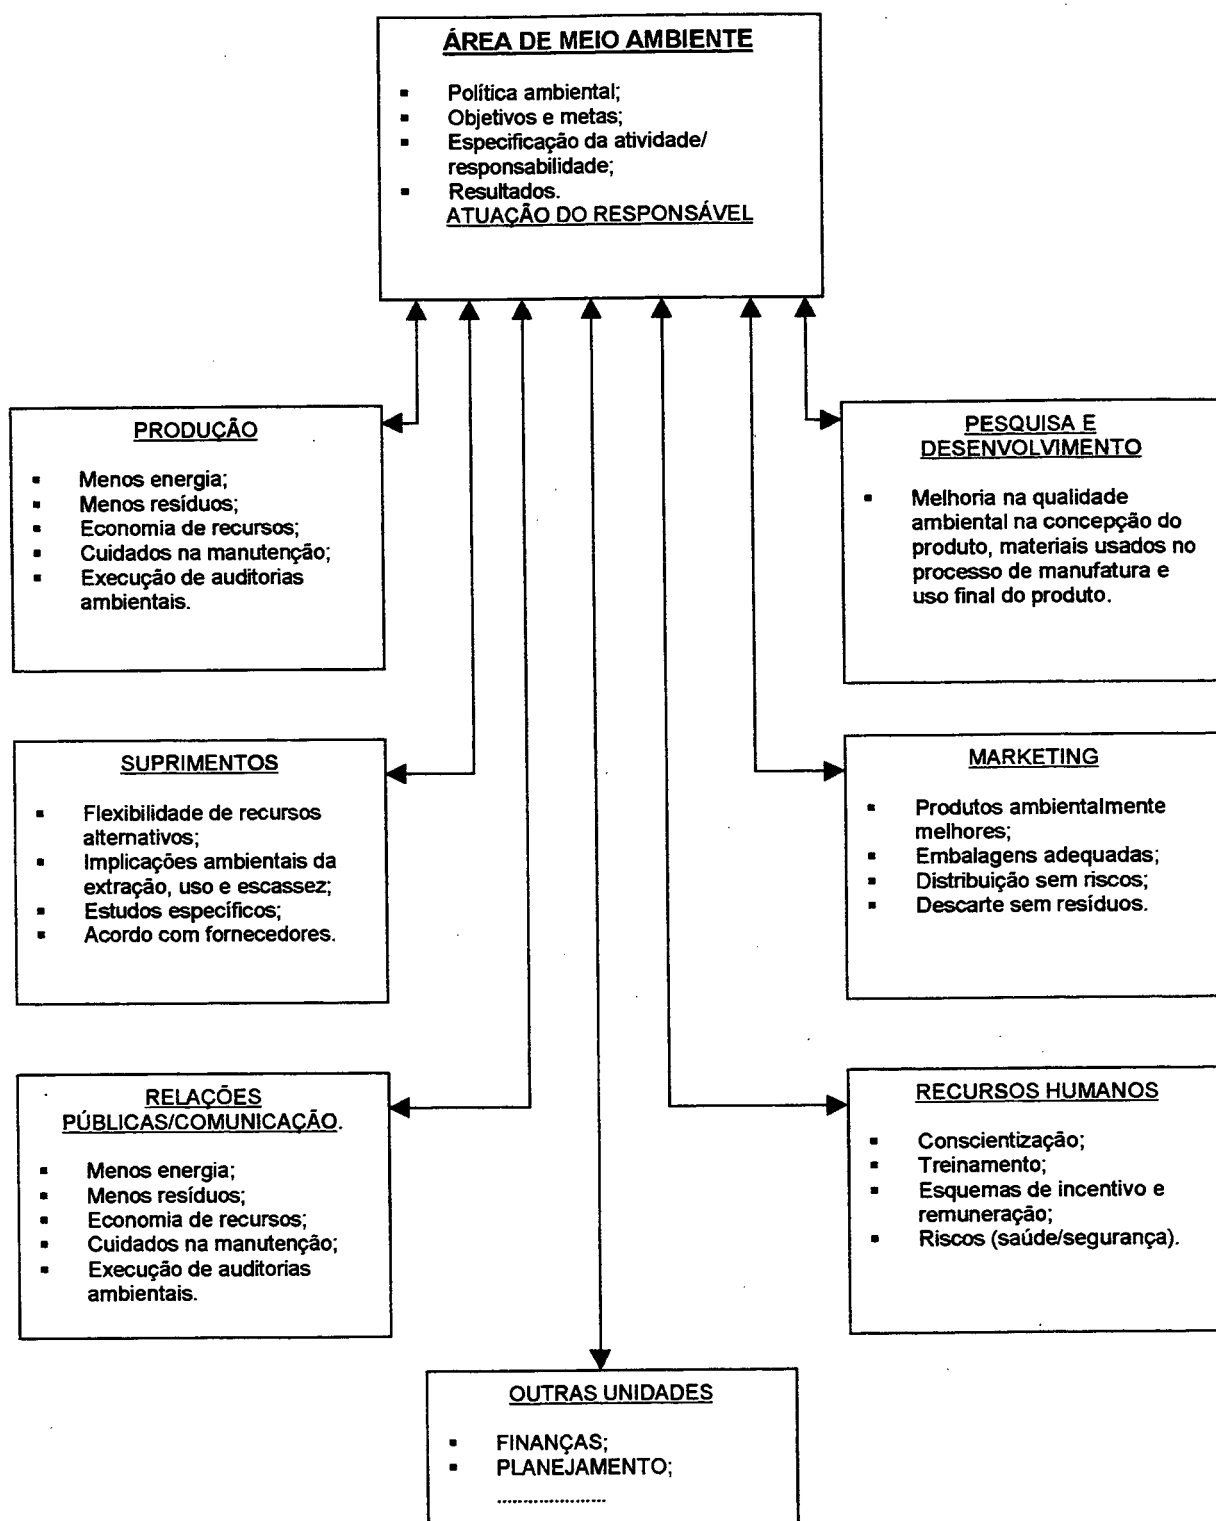 ÁREA DE MEIO AMBIENTE
▪ Política ambiental;
▪ Objetivos e metas;
▪ Especificação da atividade/
responsabilidade;
▪ Resultados.
ATUAÇÃO DO RESPONSÁVEL
PRODUÇÃO
▪ Menos energia;
▪ Menos resíduos;
▪ Economia de recursos;
▪ Cuidados na manutenção;
▪ Execução de auditorias
ambientais.
PESQUISA E
DESENVOLVIMENTO
▪ Melhoria na qualidade
ambiental na concepção do
produto, materiais usados no
processo de manufatura e
uso final do produto.
SUPRIMENTOS
▪ Flexibilidade de recursos
alternativos;
▪ Implicações ambientais da
extração, uso e escassez;
▪ Estudos específicos;
▪ Acordo com fornecedores.
MARKETING
▪ Produtos ambientalmente
melhores;
▪ Embalagens adequadas;
▪ Distribuição sem riscos;
▪ Descarte sem resíduos.
RELAÇÕES
PÚBLICAS/COMUNICAÇÃO.
▪ Menos energia;
▪ Menos resíduos;
▪ Economia de recursos;
▪ Cuidados na manutenção;
▪ Execução de auditorias
ambientais.
RECURSOS HUMANOS
▪ Conscientização;
▪ Treinamento;
▪ Esquemas de incentivo e
remuneração;
▪ Riscos (saúde/segurança).
OUTRAS UNIDADES
▪ FINANÇAS;
▪ PLANEJAMENTO;
......................